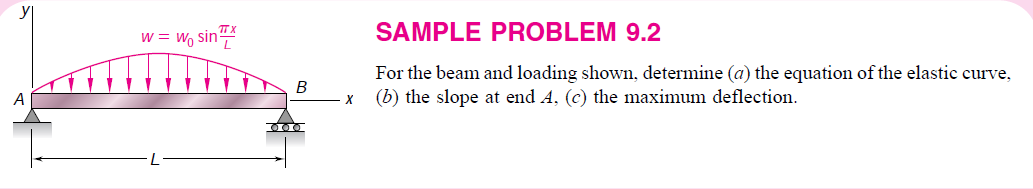 y
w = w₀ sin πx/L
A
B
x
L
SAMPLE PROBLEM 9.2
For the beam and loading shown, determine (a) the equation of the elastic curve,
(b) the slope at end A, (c) the maximum deflection.